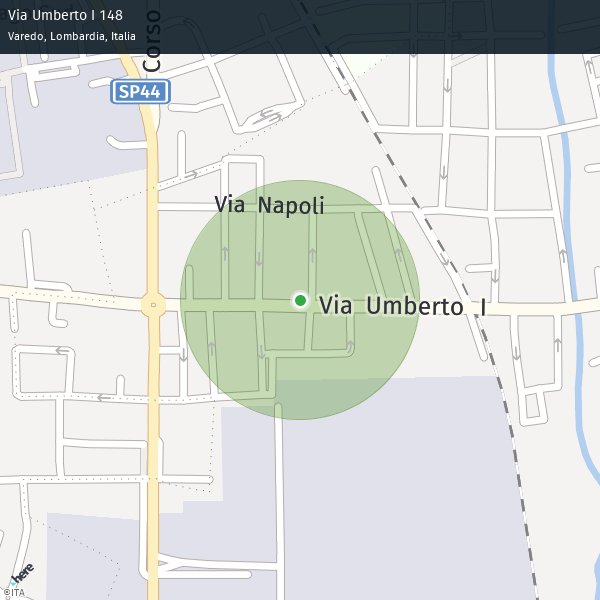 Via Umberto I 148
Varedo, Lombardia, Italia
Corso
SP44
Via Napoli
Via Umberto I
here
©ITA